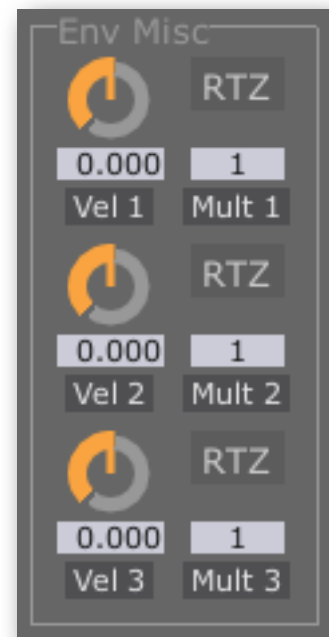 Env Misc
RTZ
0.000 1
Vel 1 Mult 1
RTZ
0.000 1
Vel 2 Mult 2
RTZ
0.000 1
Vel 3 Mult 3